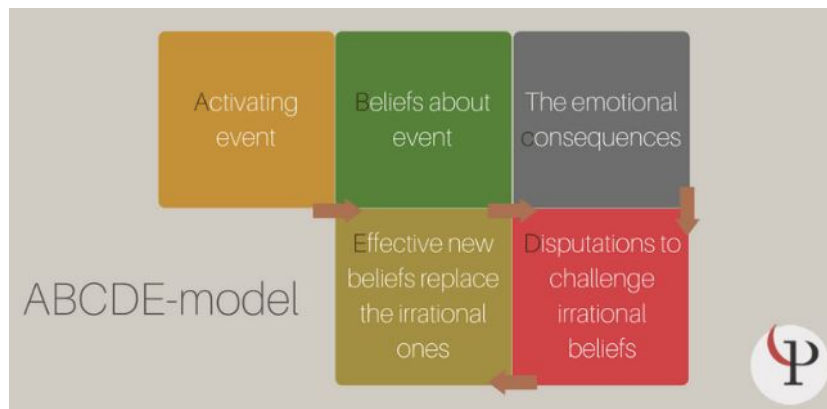 Activating
event
Beliefs about
event
The emotional
consequences
Disputations to
challenge
irrational
beliefs
Effective new
beliefs replace
the irrational
ones
ABCDE-model
P